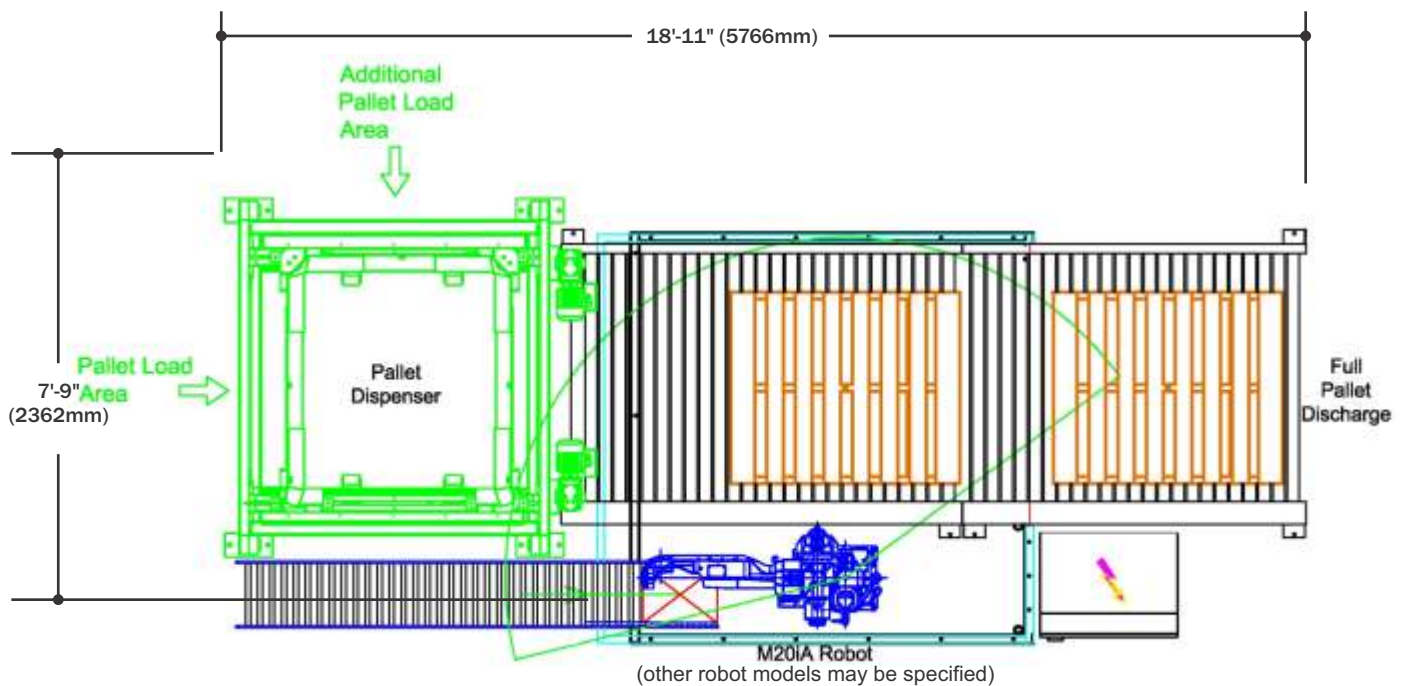 18'-11" (5766mm)
Additional
Pallet Load
Area
Pallet Load
Area
7'-9"
(2362mm)
Pallet
Dispenser
Full
Pallet
Discharge
M20iA Robot
(other robot models may be specified)